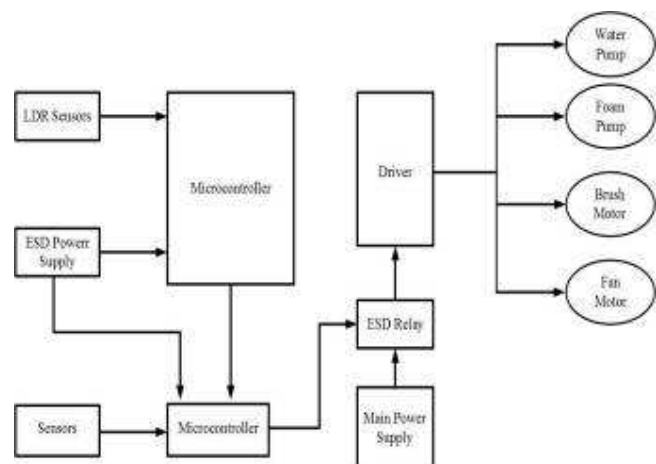 Water
Pump
LDR Sensors
Foam
Pump
Driver
Microcontroller
Brush
Motor
ESD Powerr
Supply
Fan
Motor
ESD Relay
Sensors
Microcontroller
Main Power
Supply